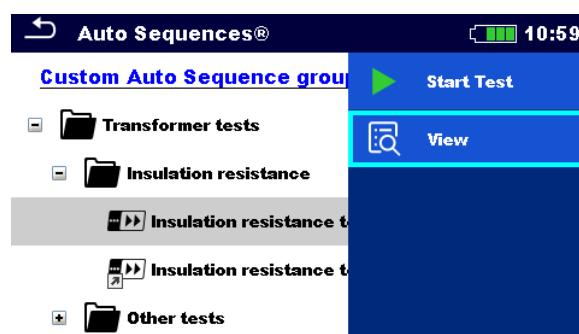 Auto Sequences® 10:59
Custom Auto Sequence group
Start Test
Transformer tests
View
Insulation resistance
Insulation resistance t
Insulation resistance t
Other tests